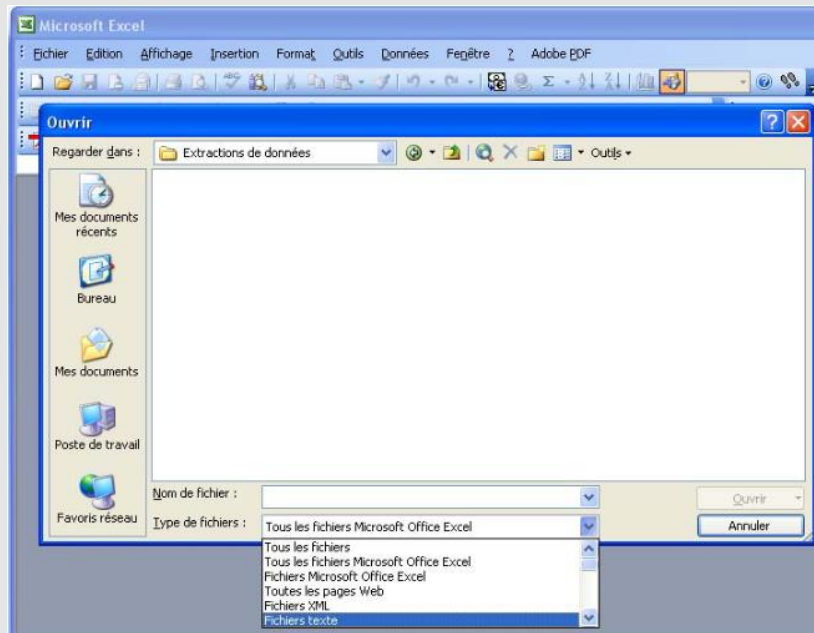 Microsoft Excel
Fichier Edition Affichage Insertion Format Outils Données Fenêtre ? Adobe PDF
Ouvrir
Regarder dans : Extractions de données Outils
Mes documents récents
Bureau
Mes documents
Poste de travail
Favoris réseau
Nom de fichier : Ouvrir
Type de fichiers : Tous les fichiers Microsoft Office Excel Annuler
Tous les fichiers
Tous les fichiers Microsoft Office Excel
Fichiers Microsoft Office Excel
Toutes les pages Web
Fichiers XML
Fichiers texte